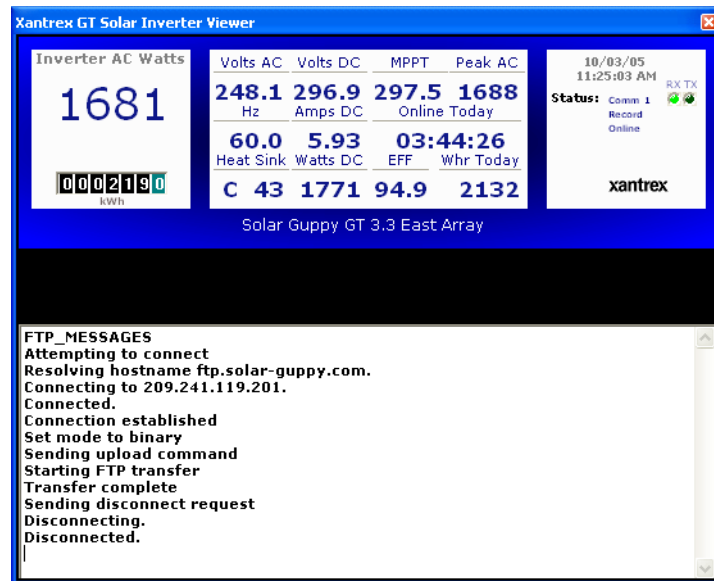 Xantrex GT Solar Inverter Viewer
Inverter AC Watts
1681
0002190
kWh
Volts AC Volts DC MPPT Peak AC
248.1 296.9 297.5 1688
Hz Amps DC Online Today
60.0 5.93 03:44:26
Heat Sink Watts DC EFF Whr Today
C 43 1771 94.9 2132
10/03/05
11:25:03 AM
RX TX
Status: Comm 1
Record
Online
xantrex
Solar Guppy GT 3.3 East Array
FTP_MESSAGES
Attempting to connect
Resolving hostname ftp.solar-guppy.com.
Connecting to 209.241.119.201.
Connected.
Connection established
Set mode to binary
Sending upload command
Starting FTP transfer
Transfer complete
Sending disconnect request
Disconnecting.
Disconnected.